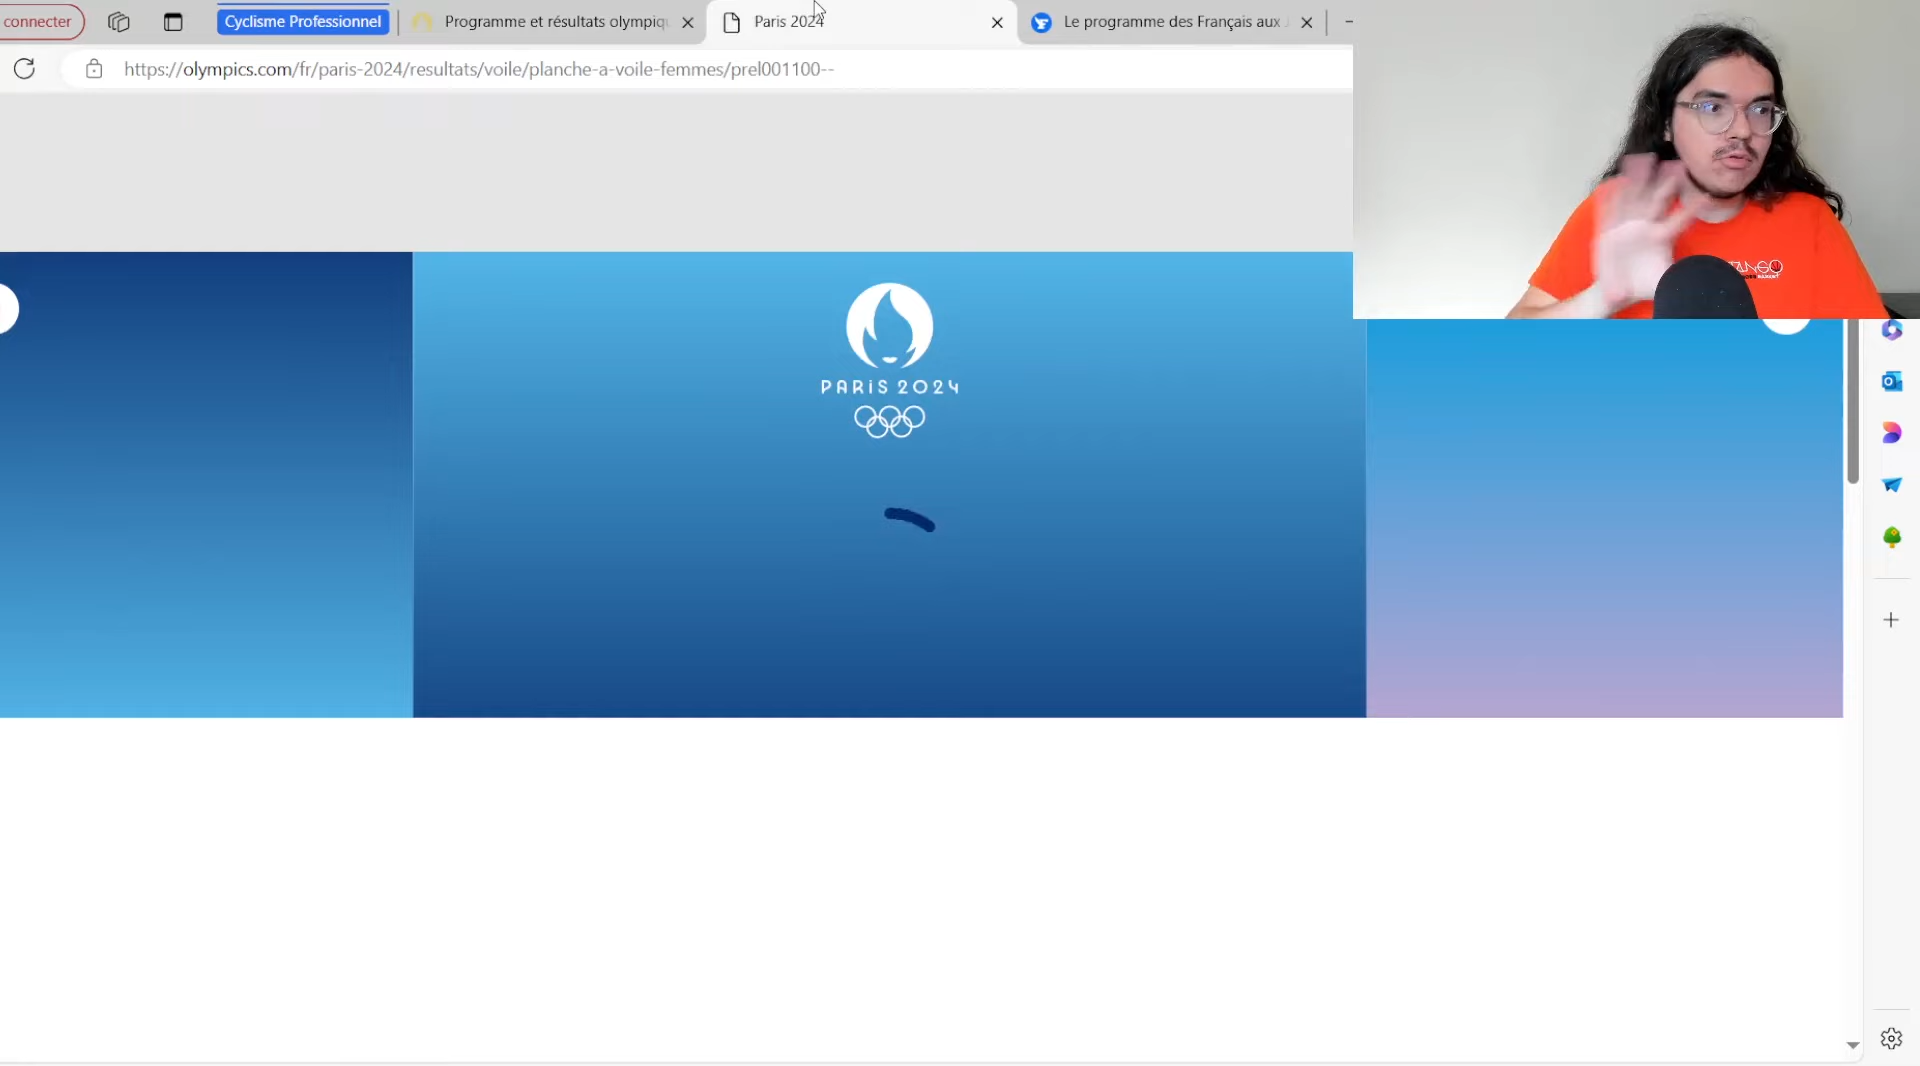 connecter
Cyclisme Professionnel
Programme et résultats olympiq
Paris 2024
Le programme des Français aux J
https://olympics.com/fr/paris-2024/resultats/voile/planche-a-voile-femmes/prel001100--
PARIS 2024